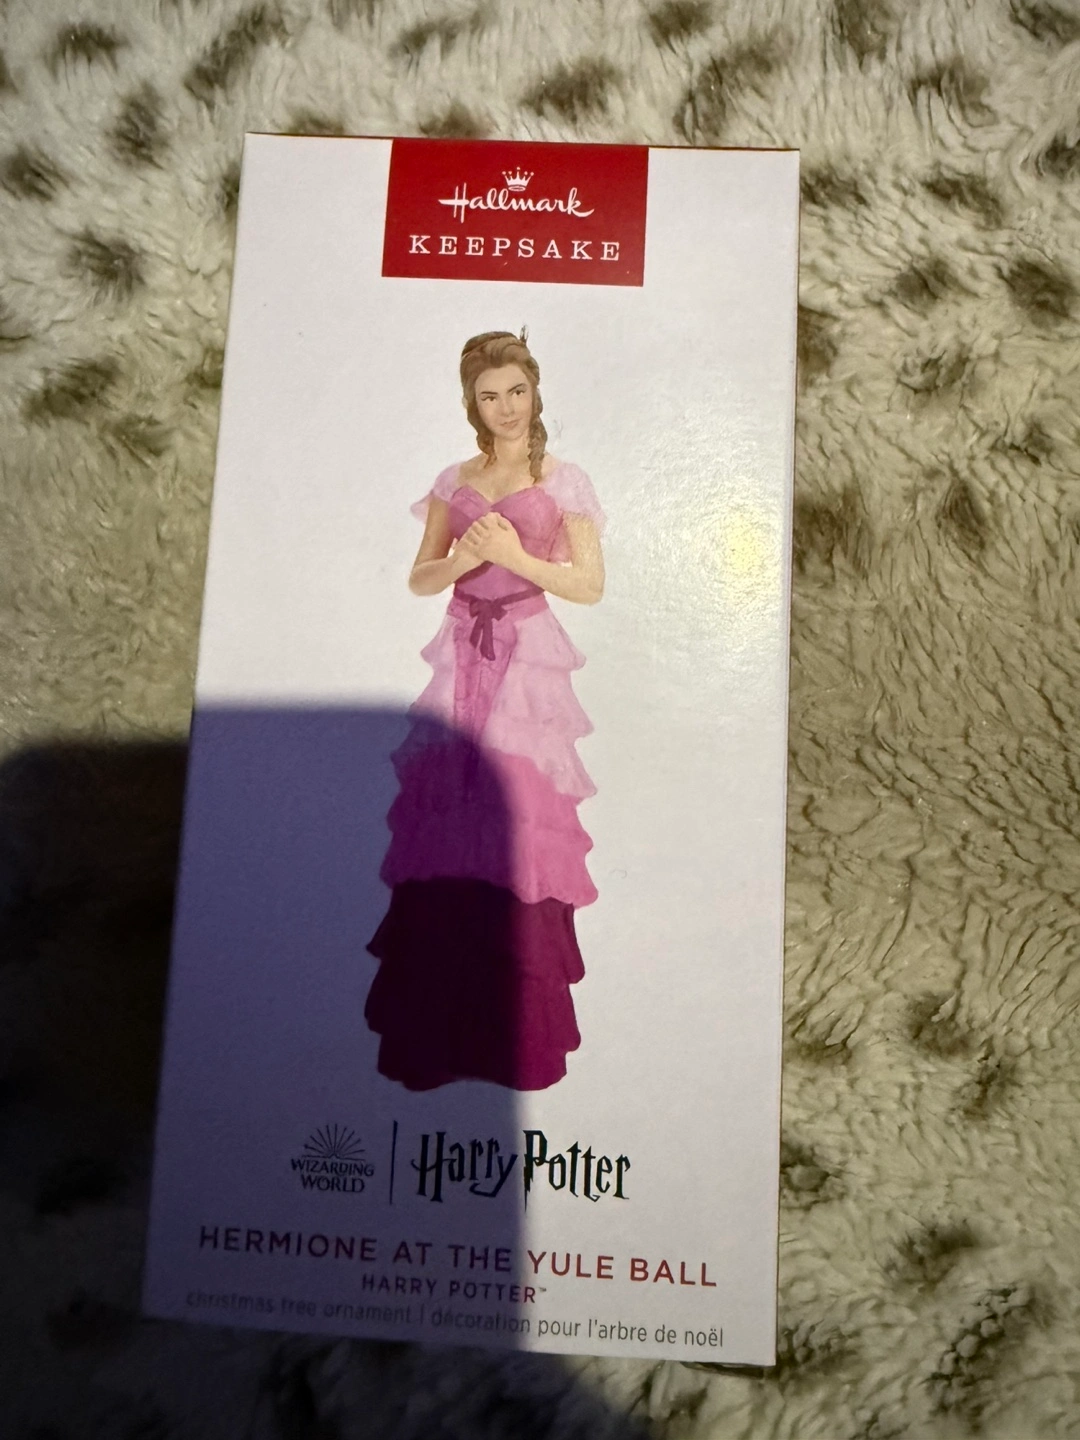 Hallmark
KEEPSAKE
WIZARDING
WORLD
Harry Potter
HERMIONE AT THE YULE BALL
HARRY POTTER™
christmas tree ornament | décoration pour l'arbre de noël